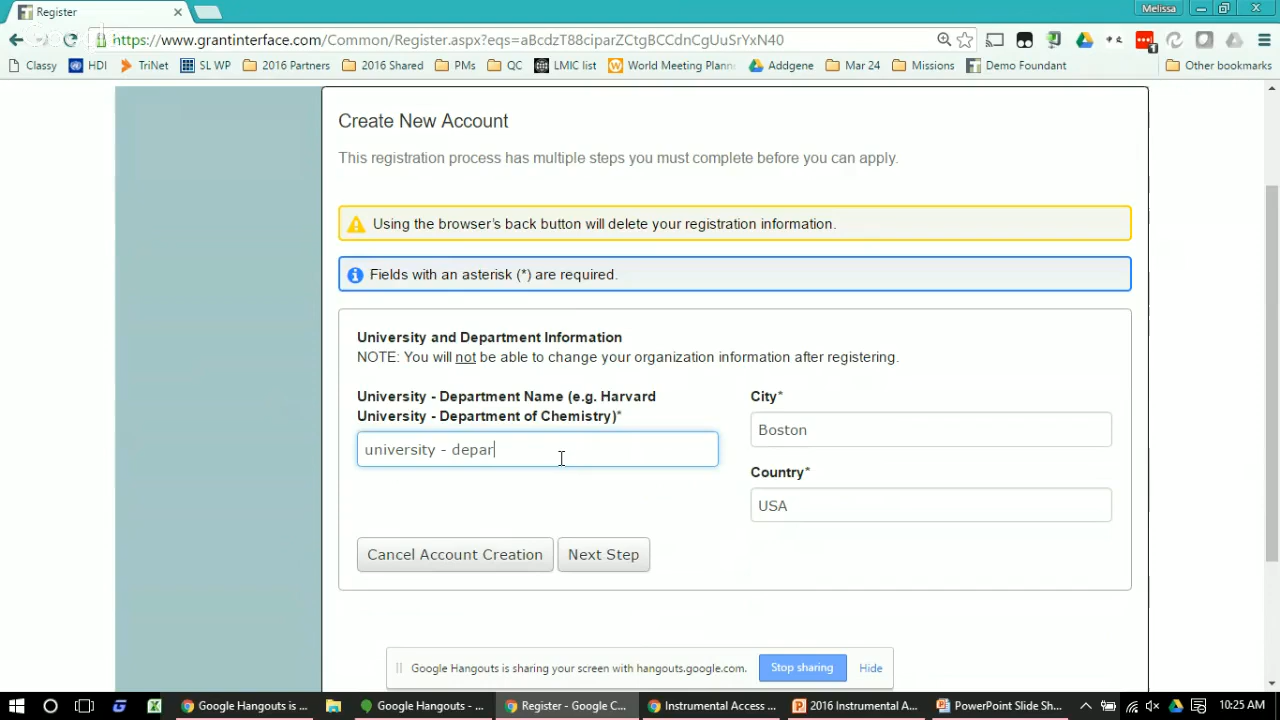 Register
Melissa
https://www.grantinterface.com/Common/Register.aspx?eqs=aBcdzT88ciparZCtgBCCdnCgUuSrYxN40
Classy
HDI
TriNet
SL WP
2016 Partners
2016 Shared
PMs
QC
LMIC list
World Meeting Plann
Addgene
Mar 24
Missions
Demo Foundant
Other bookmarks
Create New Account
This registration process has multiple steps you must complete before you can apply.
Using the browser's back button will delete your registration information.
Fields with an asterisk (*) are required.
University and Department Information
NOTE: You will not be able to change your organization information after registering.
University - Department Name (e.g. Harvard
University - Department of Chemistry)*
university - depar
City*
Boston
Country*
USA
Cancel Account Creation
Next Step
Google Hangouts is sharing your screen with hangouts.google.com.
Stop sharing
Hide
Google Hangouts is ...
Google Hangouts - ...
Register - Google C...
Instrumental Access ...
2016 Instrumental A...
PowerPoint Slide Sh...
10:25 AM